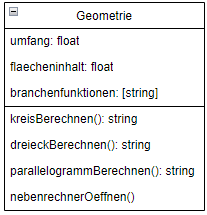 Geometrie
umfang: float
flaecheninhalt: float
branchenfunktionen: [string]
kreisBerechnen(): string
dreieckBerechnen(): string
parallelogrammBerechnen(): string
nebenrechnerOeffnen()